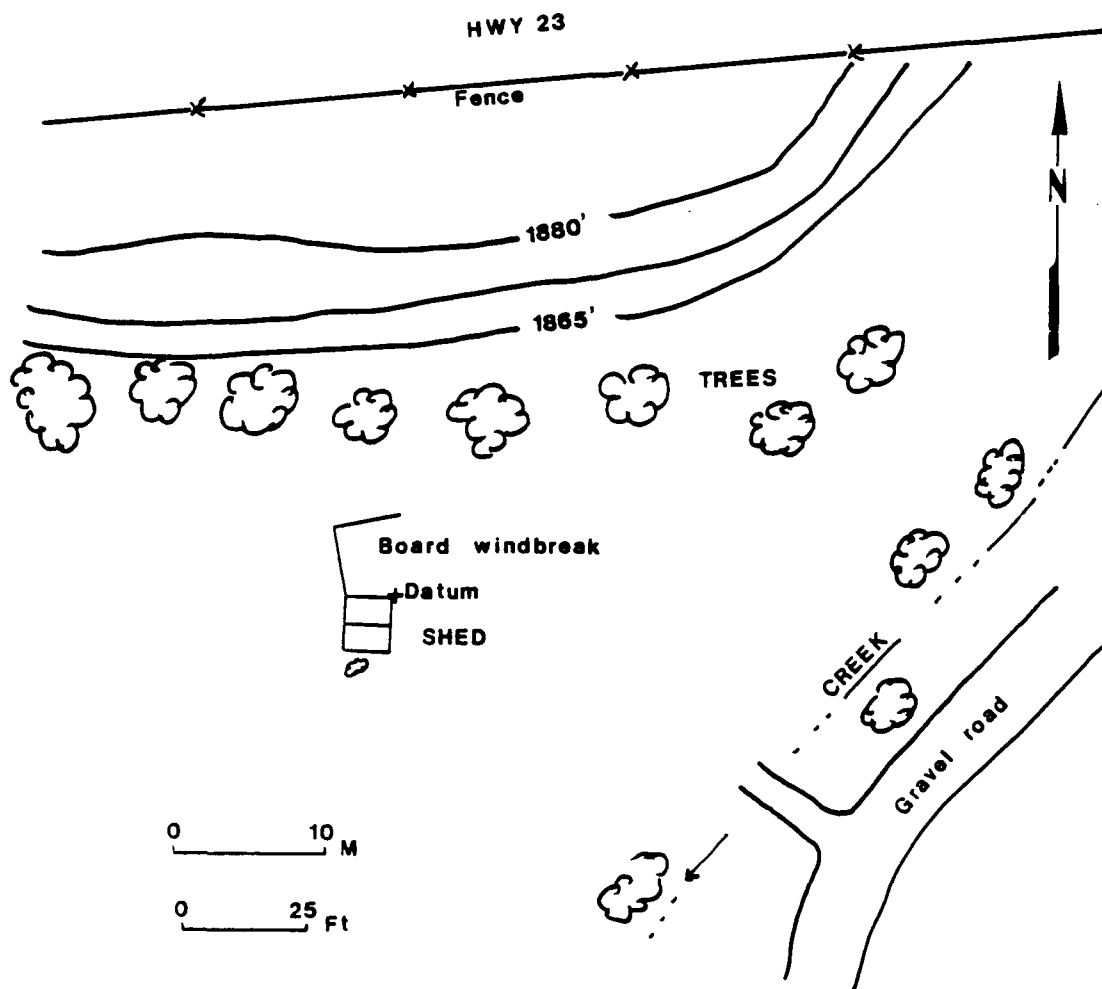 HWY 23
Fence
N
1880'
1865'
TREES
Board windbreak
Datum
SHED
CREEK
Gravel road
0 10 M
0 25 Ft